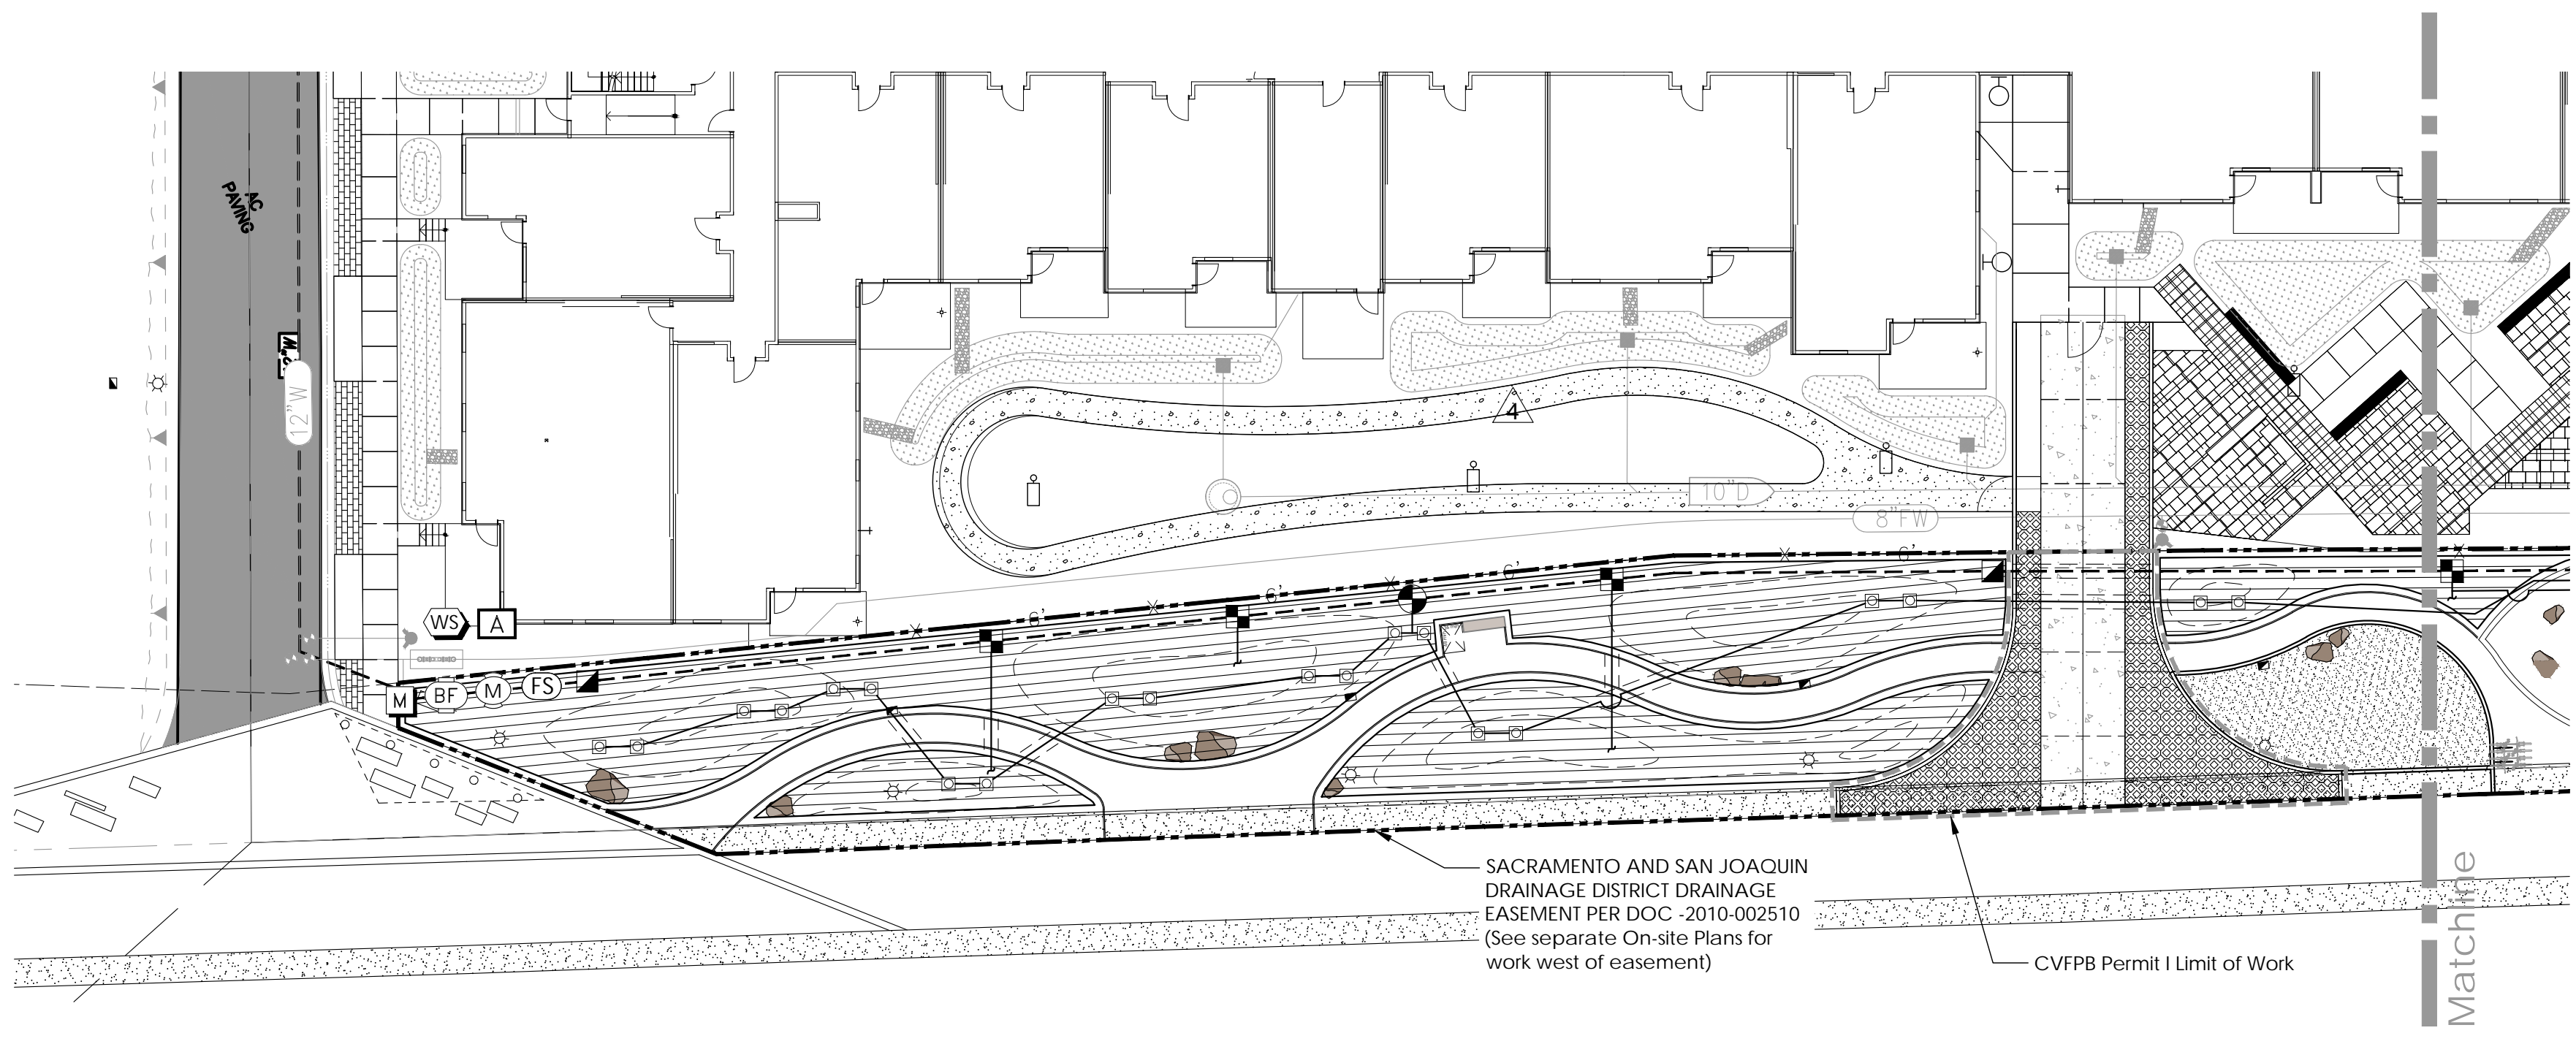 AC
PAVING
12"W
4
10"D
8"FW
6'
6'
6'
6'
WS
A
M
BF
M
FS
SACRAMENTO AND SAN JOAQUIN
DRAINAGE DISTRICT DRAINAGE
EASEMENT PER DOC -2010-002510
(See separate On-site Plans for
work west of easement)
CVFPB Permit I Limit of Work
Matchline